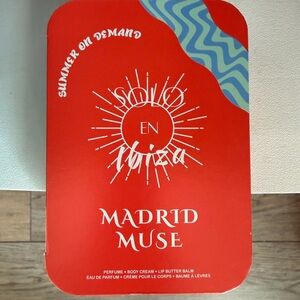 SUMMER ON DEMAND
SOLO
EN
Ibiza
MADRID
MUSE
PERFUME • BODY CREAM • LIP BUTTER BALM
EAU DE PARFUM • CRÈME POUR LE CORPS • BAUME À LÈVRES